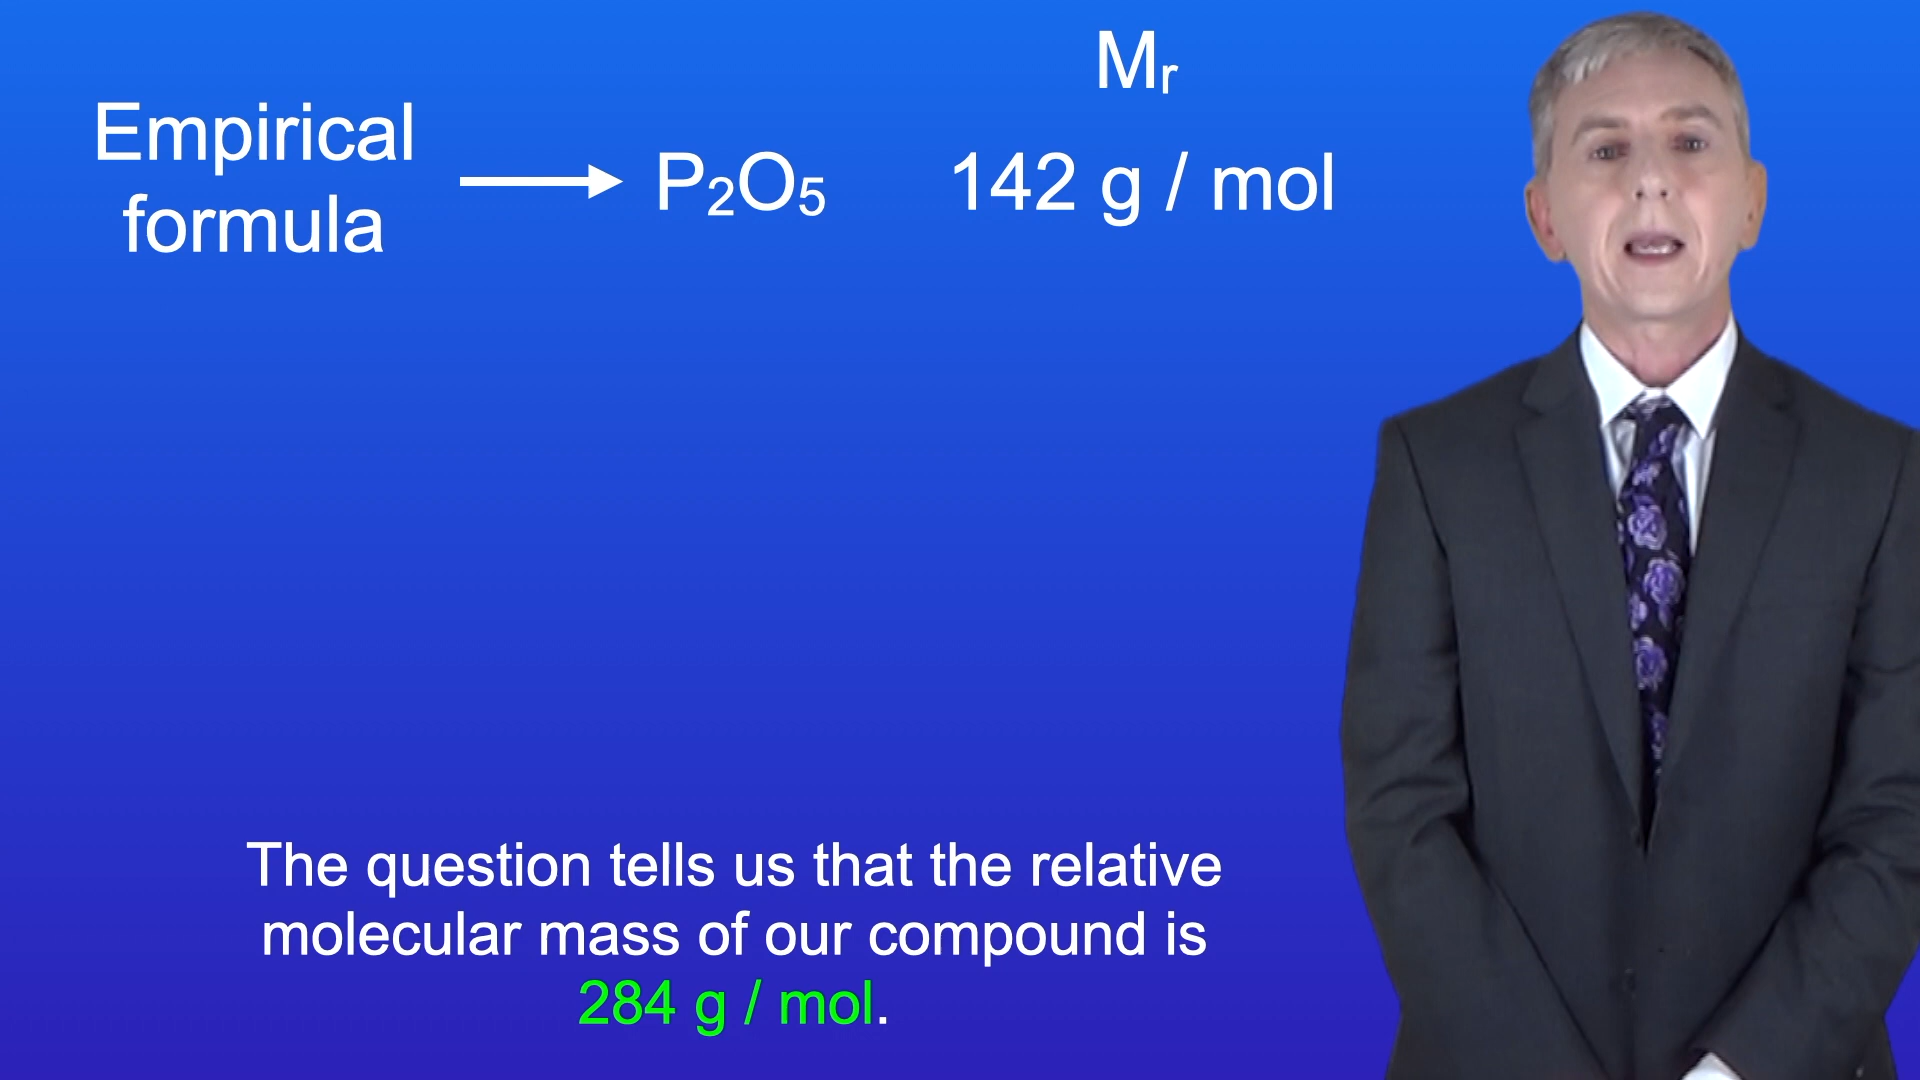 Mr
Empirical
formula
P₂O₅ 142 g / mol
The question tells us that the relative
molecular mass of our compound is
284 g / mol.